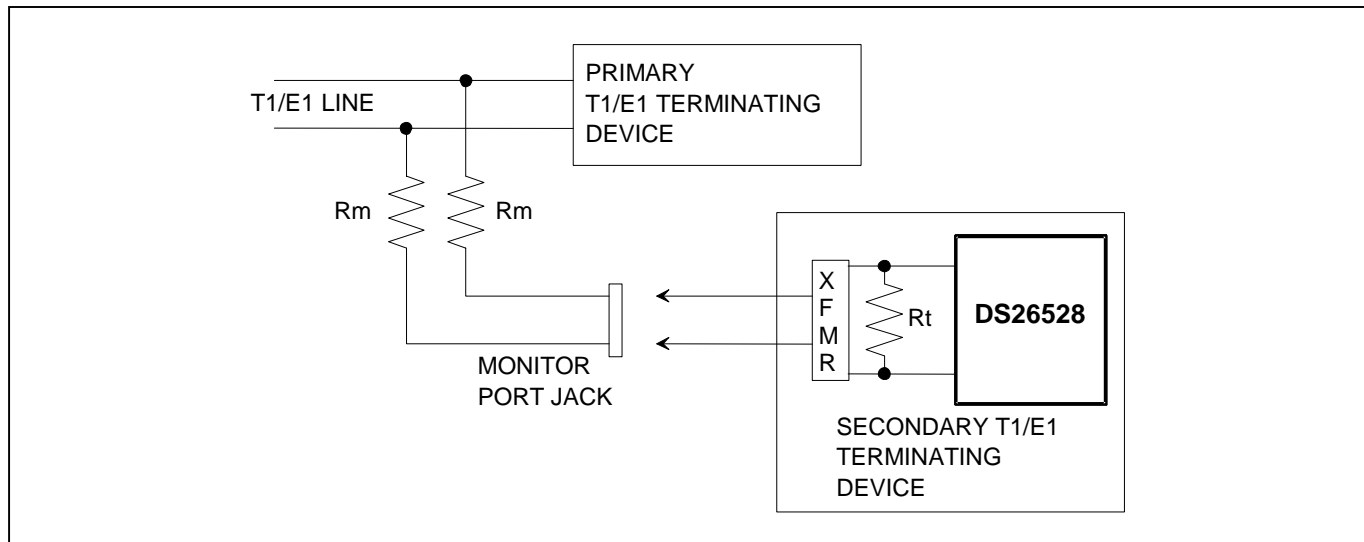 PRIMARY
T1/E1 TERMINATING
DEVICE
T1/E1 LINE
Rm
Rm
MONITOR
PORT JACK
X
F
M
R
Rt
DS26528
SECONDARY T1/E1
TERMINATING
DEVICE